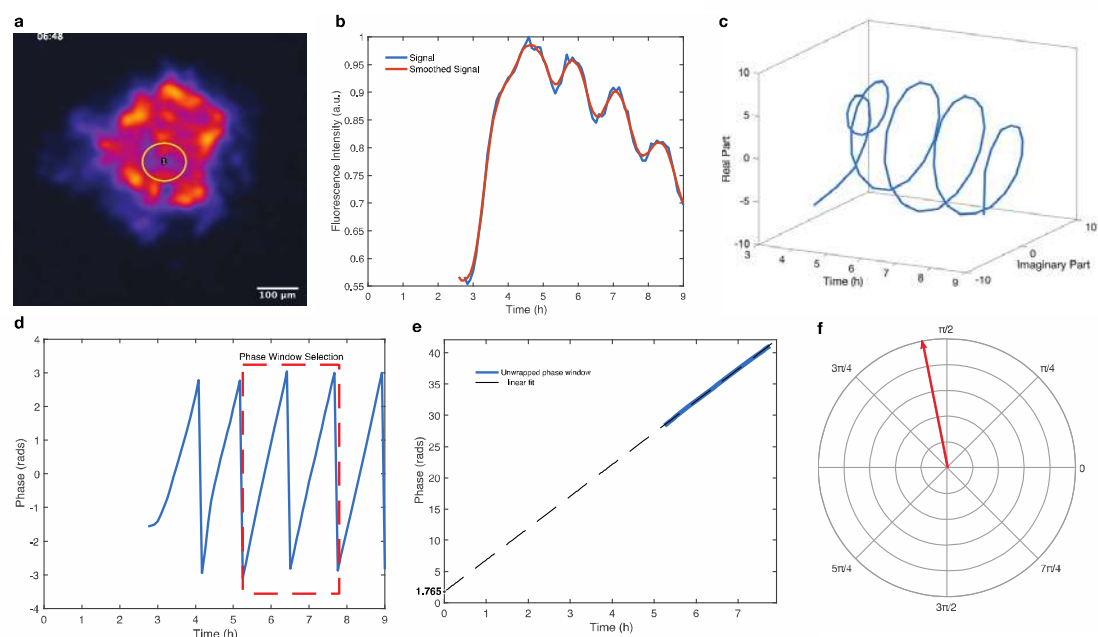 a
06:48
1
100 µm
b
Signal
Smoothed Signal
Fluorescence Intensity (a.u.)
1
0.95
0.9
0.85
0.8
0.75
0.7
0.65
0.6
0.55
0 1 2 3 4 5 6 7 8 9
Time (h)
c
Real Part
10
5
0
-5
-10
3 4 5 6 7 8 9
Time (h)
-10 0 10
Imaginary Part
d
Phase Window Selection
Phase (rads)
4
3
2
1
0
-1
-2
-3
-4
0 1 2 3 4 5 6 7 8 9
Time (h)
e
Unwrapped phase window
linear fit
Phase (rads)
40
35
30
25
20
15
10
5
1.765
0
0 1 2 3 4 5 6 7
Time (h)
f
π/2
3π/4
π/4
0
5π/4
7π/4
3π/2